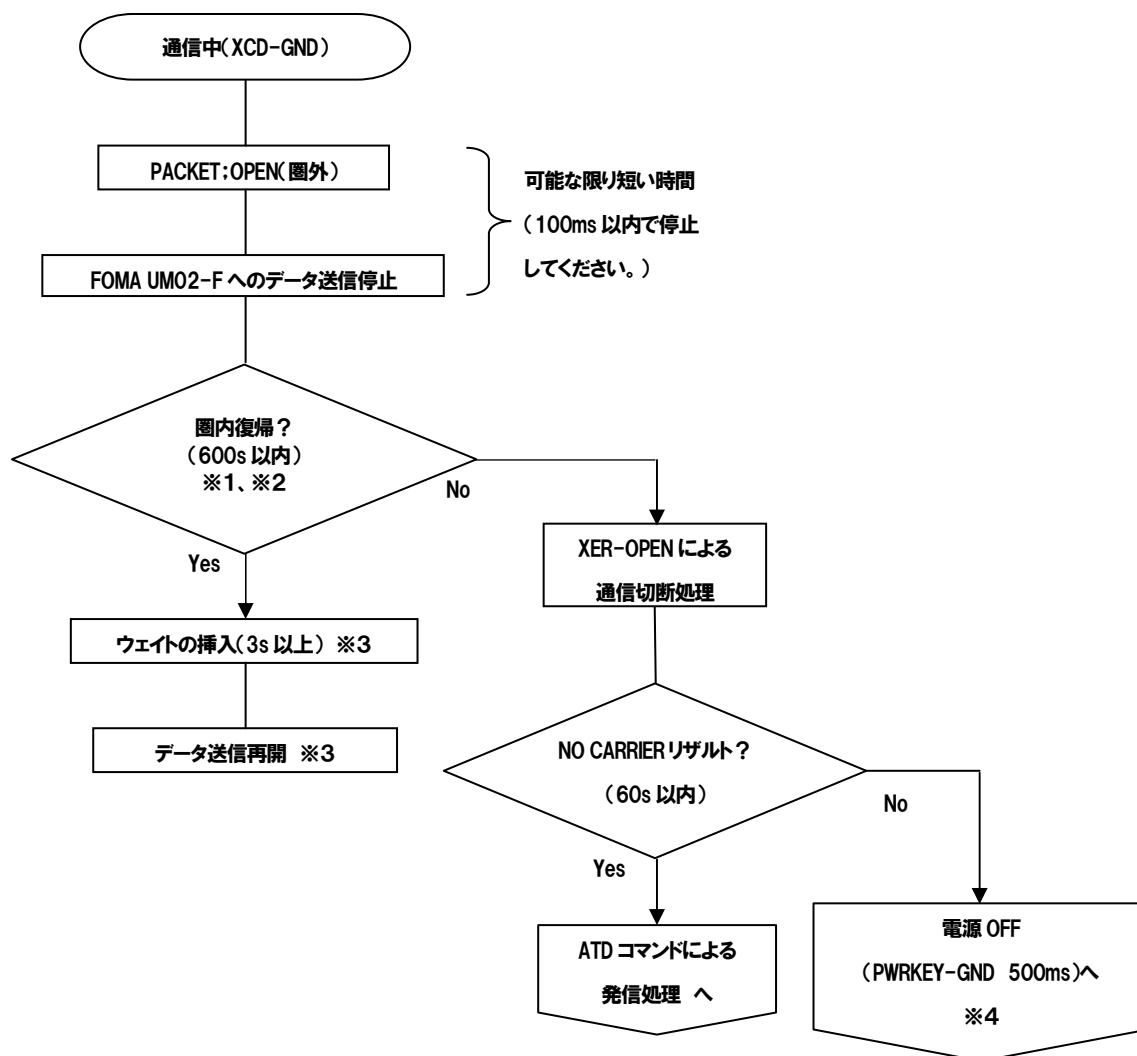 通信中(XCD-GND)
PACKET;OPEN(圏外)
可能な限り短い時間
(100ms 以内で停止
してください。)
FOMA UM02-F へのデータ送信停止
圏内復帰?
(600s 以内)
※1、※2
No
Yes
XER-OPEN による
通信切断処理
ウェイトの挿入(3s 以上) ※3
データ送信再開 ※3
NO CARRIER リザルト?
(60s 以内)
No
Yes
ATD コマンドによる
発信処理 へ
電源 OFF
(PWRKEY-GND 500ms)へ
※4